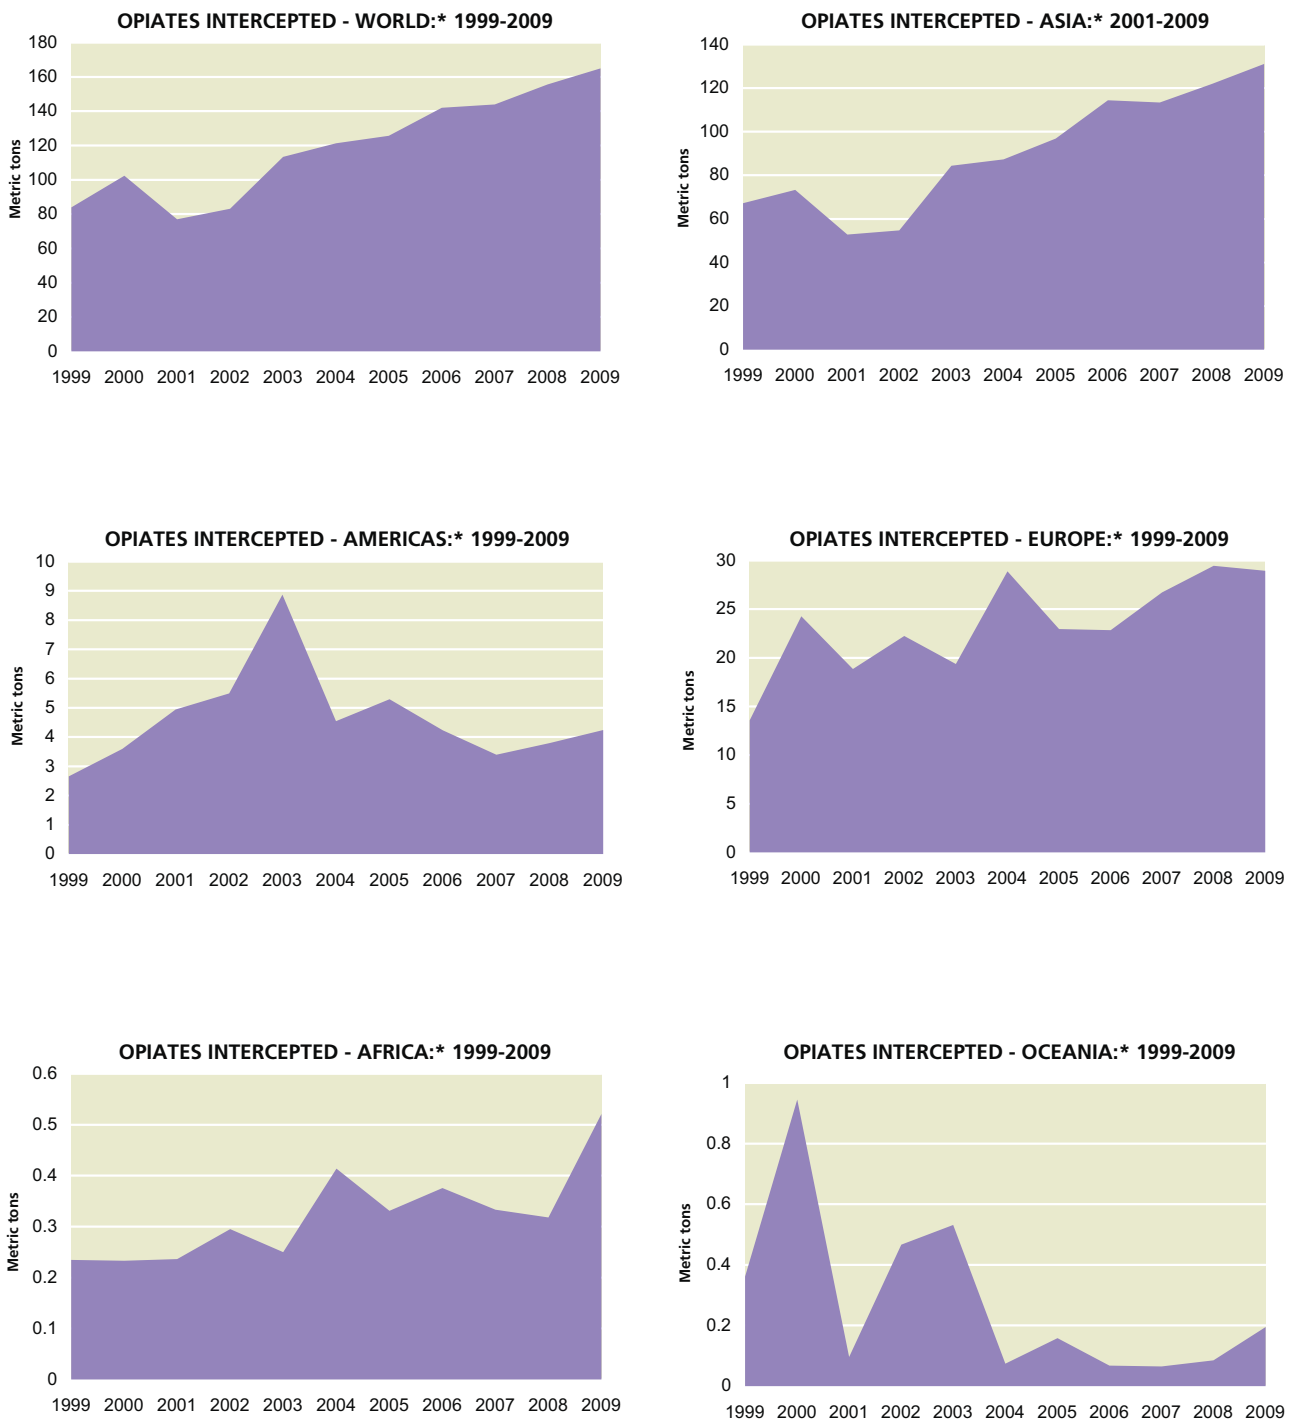 OPIATES INTERCEPTED - WORLD:* 1999-2009
180
160
140
120
100
80
60
40
20
0
Metric tons
1999 2000 2001 2002 2003 2004 2005 2006 2007 2008 2009
OPIATES INTERCEPTED - ASIA:* 2001-2009
140
120
100
80
60
40
20
0
Metric tons
1999 2000 2001 2002 2003 2004 2005 2006 2007 2008 2009
OPIATES INTERCEPTED - AMERICAS:* 1999-2009
10
9
8
7
6
5
4
3
2
1
0
Metric tons
1999 2000 2001 2002 2003 2004 2005 2006 2007 2008 2009
OPIATES INTERCEPTED - EUROPE:* 1999-2009
30
25
20
15
10
5
0
Metric tons
1999 2000 2001 2002 2003 2004 2005 2006 2007 2008 2009
OPIATES INTERCEPTED - AFRICA:* 1999-2009
0.6
0.5
0.4
0.3
0.2
0.1
0
Metric tons
1999 2000 2001 2002 2003 2004 2005 2006 2007 2008 2009
OPIATES INTERCEPTED - OCEANIA:* 1999-2009
1
0.8
0.6
0.4
0.2
0
Metric tons
1999 2000 2001 2002 2003 2004 2005 2006 2007 2008 2009